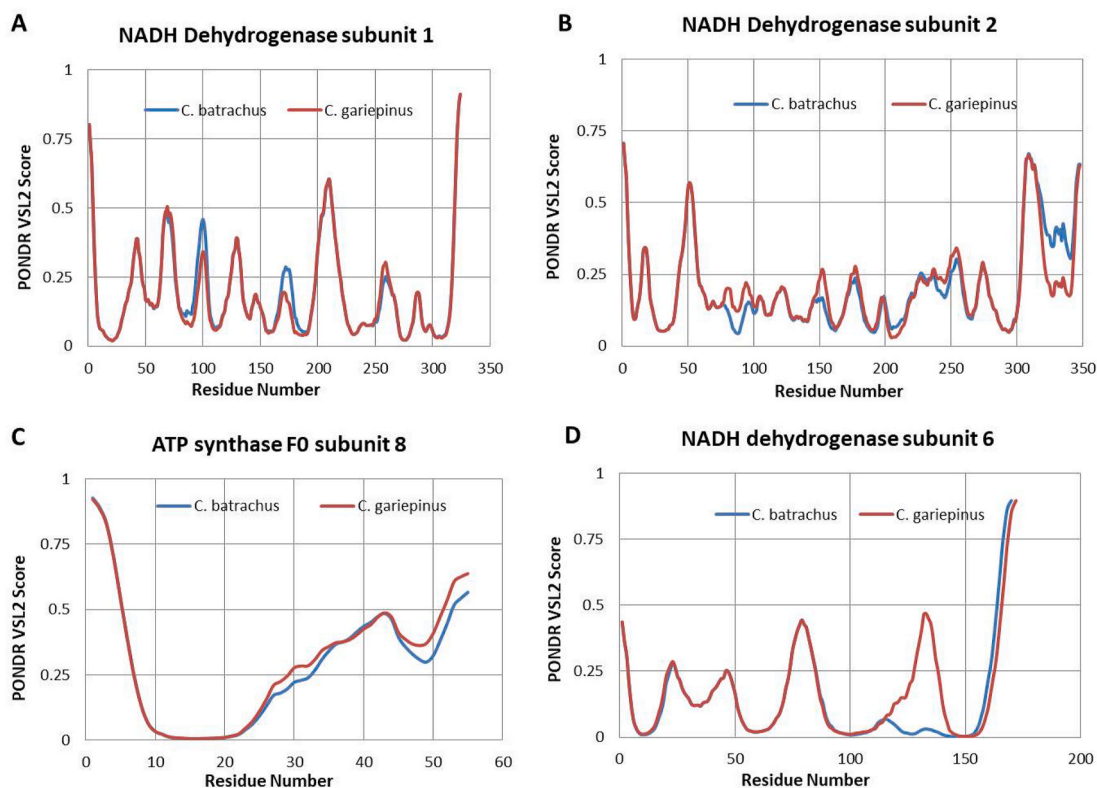 A
NADH Dehydrogenase subunit 1
1
0.75
0.5
0.25
0
PONDR VSL2 Score
C. batrachus
C. gariepinus
0 50 100 150 200 250 300 350
Residue Number
B
NADH Dehydrogenase subunit 2
1
0.75
0.5
0.25
0
PONDR VSL2 Score
C. batrachus
C. gariepinus
0 50 100 150 200 250 300 350
Residue Number
C
ATP synthase F0 subunit 8
1
0.75
0.5
0.25
0
PONDR VSL2 Score
C. batrachus
C. gariepinus
0 10 20 30 40 50 60
Residue Number
D
NADH dehydrogenase subunit 6
1
0.75
0.5
0.25
0
PONDR VSL2 Score
C. batrachus
C. gariepinus
0 50 100 150 200
Residue Number